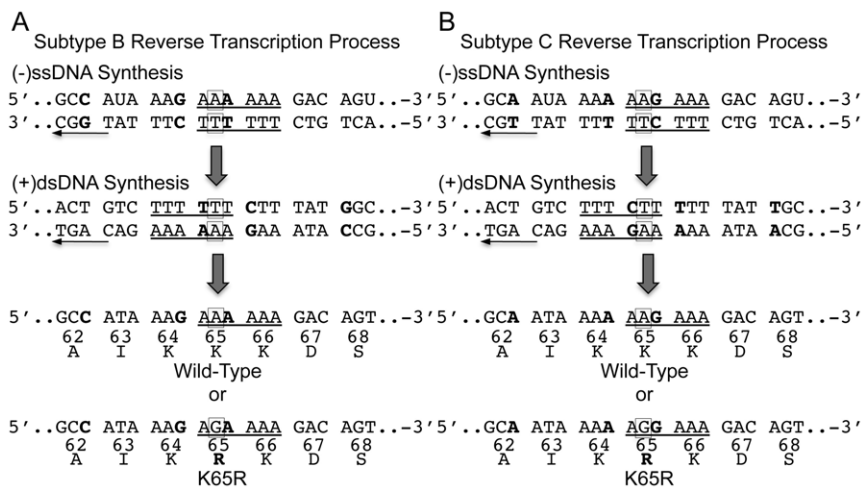 A
Subtype B Reverse Transcription Process
(-)ssDNA Synthesis
5′..GCC AUA AAG AAA AAA GAC AGU..-3′
3′..CGG TAT TTC TTT TTT CTG TCA..-5′
(+)dsDNA Synthesis
5′..ACT GTC TTT TTT CTT TAT GGC..-3′
3′..TGA CAG AAA AAA GAA ATA CCG..-5′
5′..GCC ATA AAG AAA AAA GAC AGT..-3′
62 63 64 65 66 67 68
A I K K K D S
Wild-Type
or
5′..GCC ATA AAG AGA AAA GAC AGT..-3′
62 63 64 65 66 67 68
A I K R K D S
K65R
B
Subtype C Reverse Transcription Process
(-)ssDNA Synthesis
5′..GCA AUA AAA AAG AAA GAC AGU..-3′
3′..CGT TAT TTT TTC TTT CTG TCA..-5′
(+)dsDNA Synthesis
5′..ACT GTC TTT CTT TTT TAT TGC..-3′
3′..TGA CAG AAA GAA AAA ATA ACG..-5′
5′..GCA ATA AAA AAG AAA GAC AGT..-3′
62 63 64 65 66 67 68
A I K K K D S
Wild-Type
or
5′..GCA ATA AAA AGG AAA GAC AGT..-3′
62 63 64 65 66 67 68
A I K R K D S
K65R